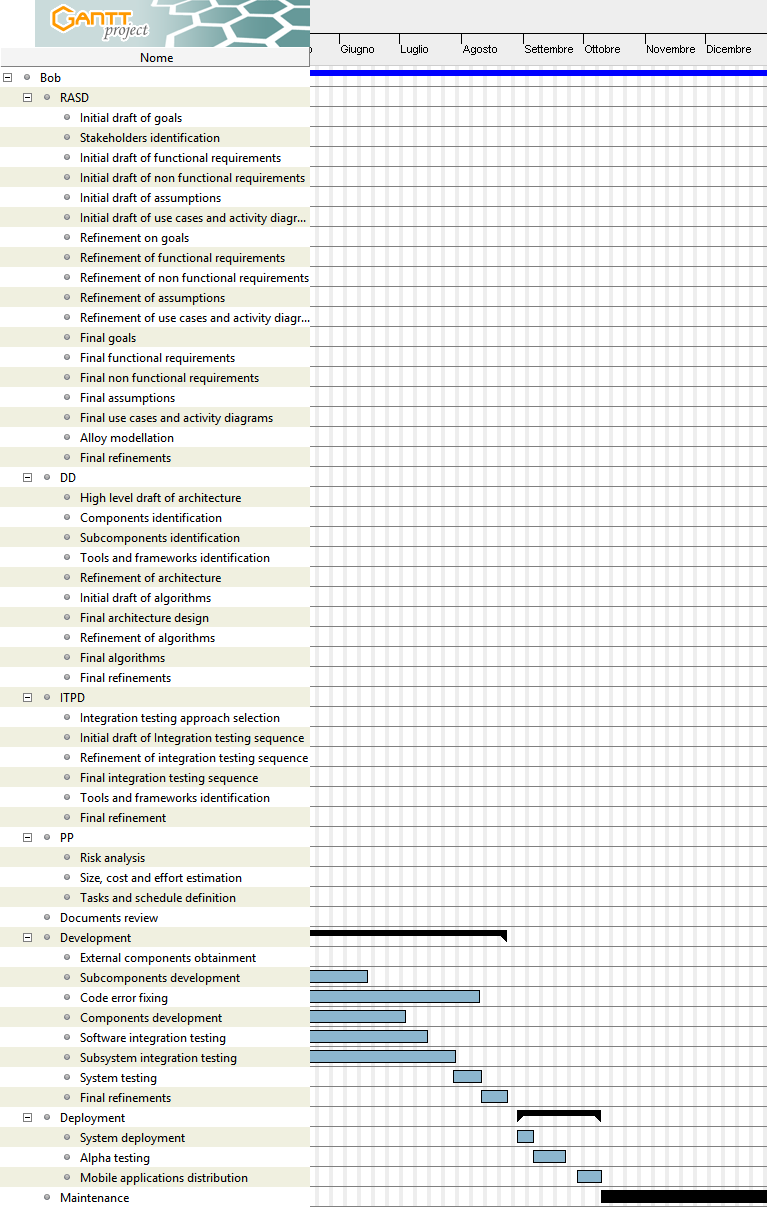 GANTT
project
Giugno Luglio Agosto Settembre Ottobre Novembre Dicembre
Nome
Bob
RASD
Initial draft of goals
Stakeholders identification
Initial draft of functional requirements
Initial draft of non functional requirements
Initial draft of assumptions
Initial draft of use cases and activity diagr...
Refinement on goals
Refinement of functional requirements
Refinement of non functional requirements
Refinement of assumptions
Refinement of use cases and activity diagr...
Final goals
Final functional requirements
Final non functional requirements
Final assumptions
Final use cases and activity diagrams
Alloy modellation
Final refinements
DD
High level draft of architecture
Components identification
Subcomponents identification
Tools and frameworks identification
Refinement of architecture
Initial draft of algorithms
Final architecture design
Refinement of algorithms
Final algorithms
Final refinements
ITPD
Integration testing approach selection
Initial draft of Integration testing sequence
Refinement of integration testing sequence
Final integration testing sequence
Tools and frameworks identification
Final refinement
PP
Risk analysis
Size, cost and effort estimation
Tasks and schedule definition
Documents review
Development
External components obtainment
Subcomponents development
Code error fixing
Components development
Software integration testing
Subsystem integration testing
System testing
Final refinements
Deployment
System deployment
Alpha testing
Mobile applications distribution
Maintenance